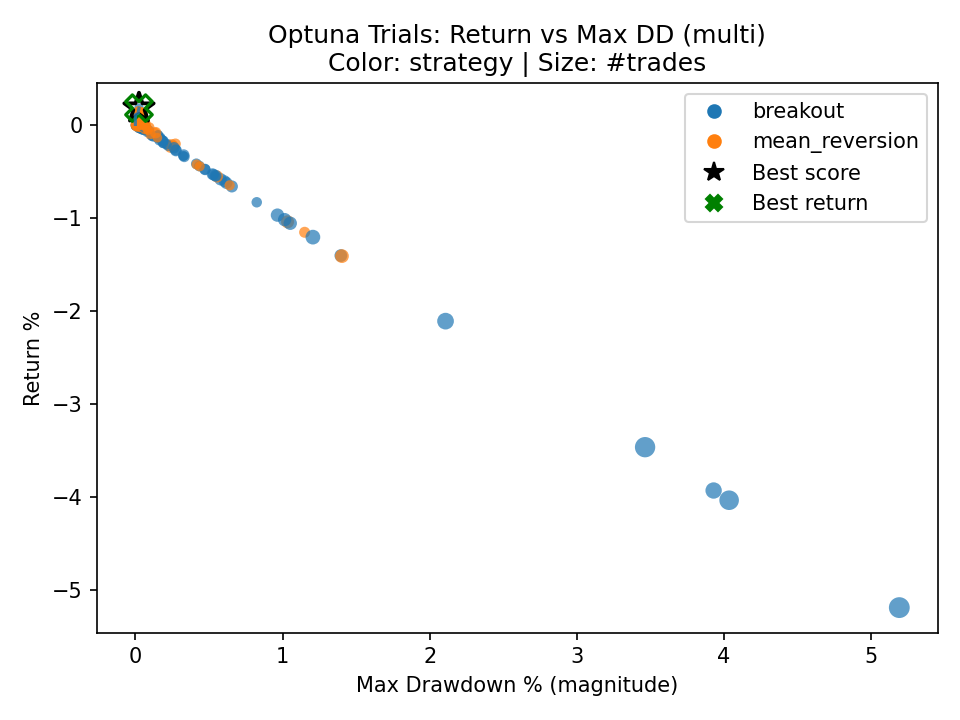 Optuna Trials: Return vs Max DD (multi)
Color: strategy | Size: #trades
breakout
mean_reversion
Best score
Best return
0
−1
−2
−3
−4
−5
Return %
0
1
2
3
4
5
Max Drawdown % (magnitude)